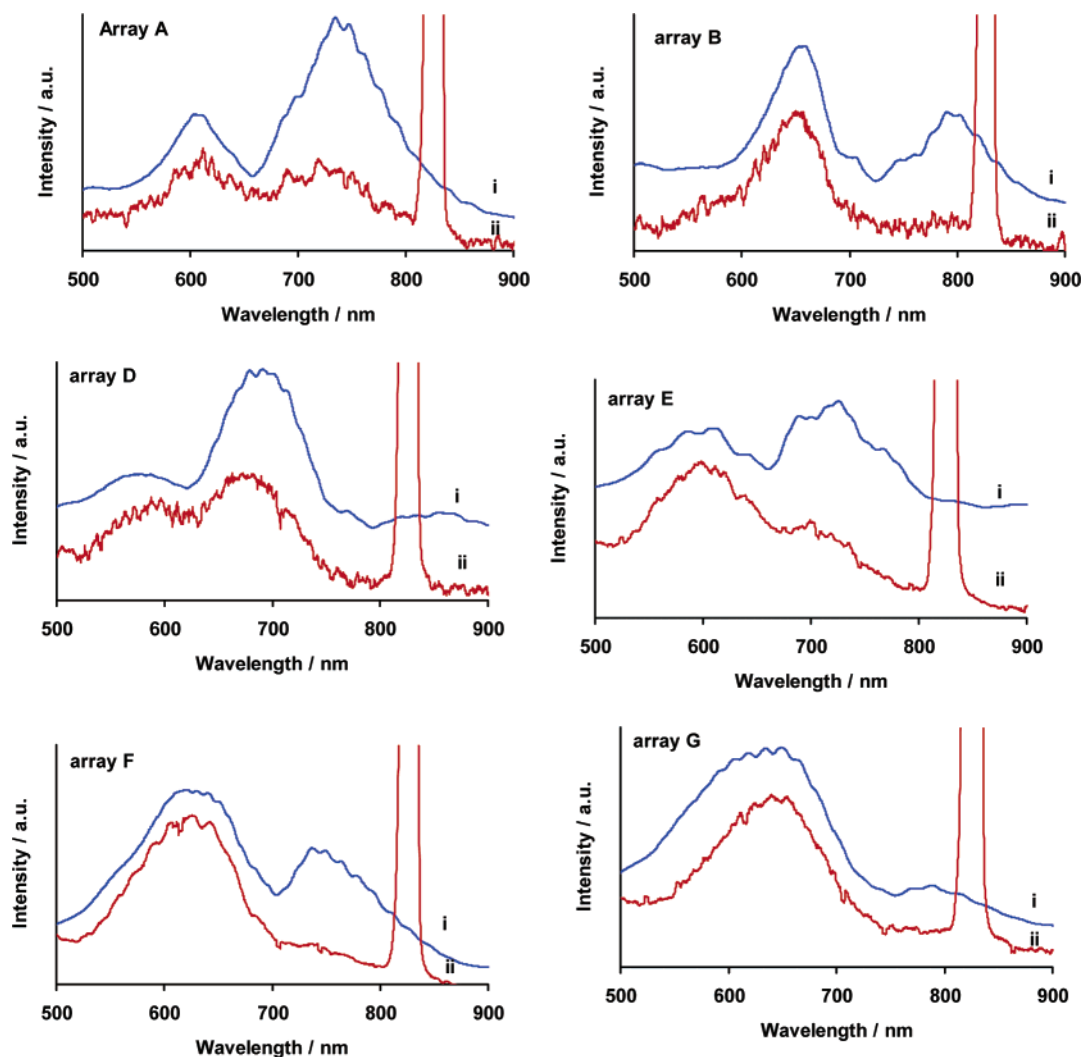 Array A
Intensity / a.u.
i
ii
500 600 700 800 900
Wavelength / nm
array B
Intensity / a.u.
i
ii
500 600 700 800 900
Wavelength / nm
array D
Intensity / a.u.
i
ii
500 600 700 800 900
Wavelength / nm
array E
Intensity / a.u.
i
ii
500 600 700 800 900
Wavelength / nm
array F
Intensity / a.u.
i
ii
500 600 700 800 900
Wavelength / nm
array G
Intensity / a.u.
i
ii
500 600 700 800 900
Wavelength / nm